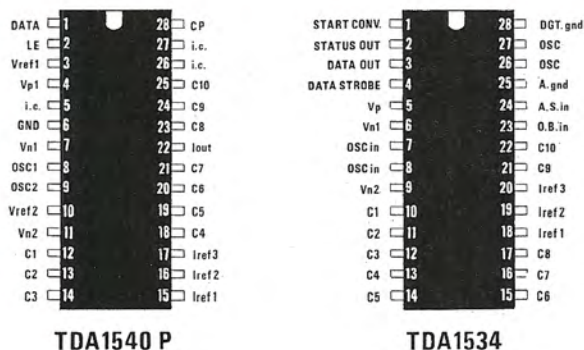 DATA 1 28 CP
LE 2 27 i.c.
Vref1 3 26 i.c.
Vp1 4 25 C10
i.c. 5 24 C9
GND 6 23 C8
Vn1 7 22 Iout
OSC1 8 21 C7
OSC2 9 20 C6
Vref2 10 19 C5
Vn2 11 18 C4
C1 12 17 Iref3
C2 13 16 Iref2
C3 14 15 Iref1
TDA1540 P
START CONV. 1 28 DGT.gnd
STATUS OUT 2 27 OSC
DATA OUT 3 26 OSC
DATA STROBE 4 25 A.gnd
Vp 5 24 A.S.in
Vn1 6 23 O.B.in
OSCin 7 22 C10
OSCin 8 21 C9
Vn2 9 20 Iref3
C1 10 19 Iref2
C2 11 18 Iref1
C3 12 17 C8
C4 13 16 C7
C5 14 15 C6
TDA1534